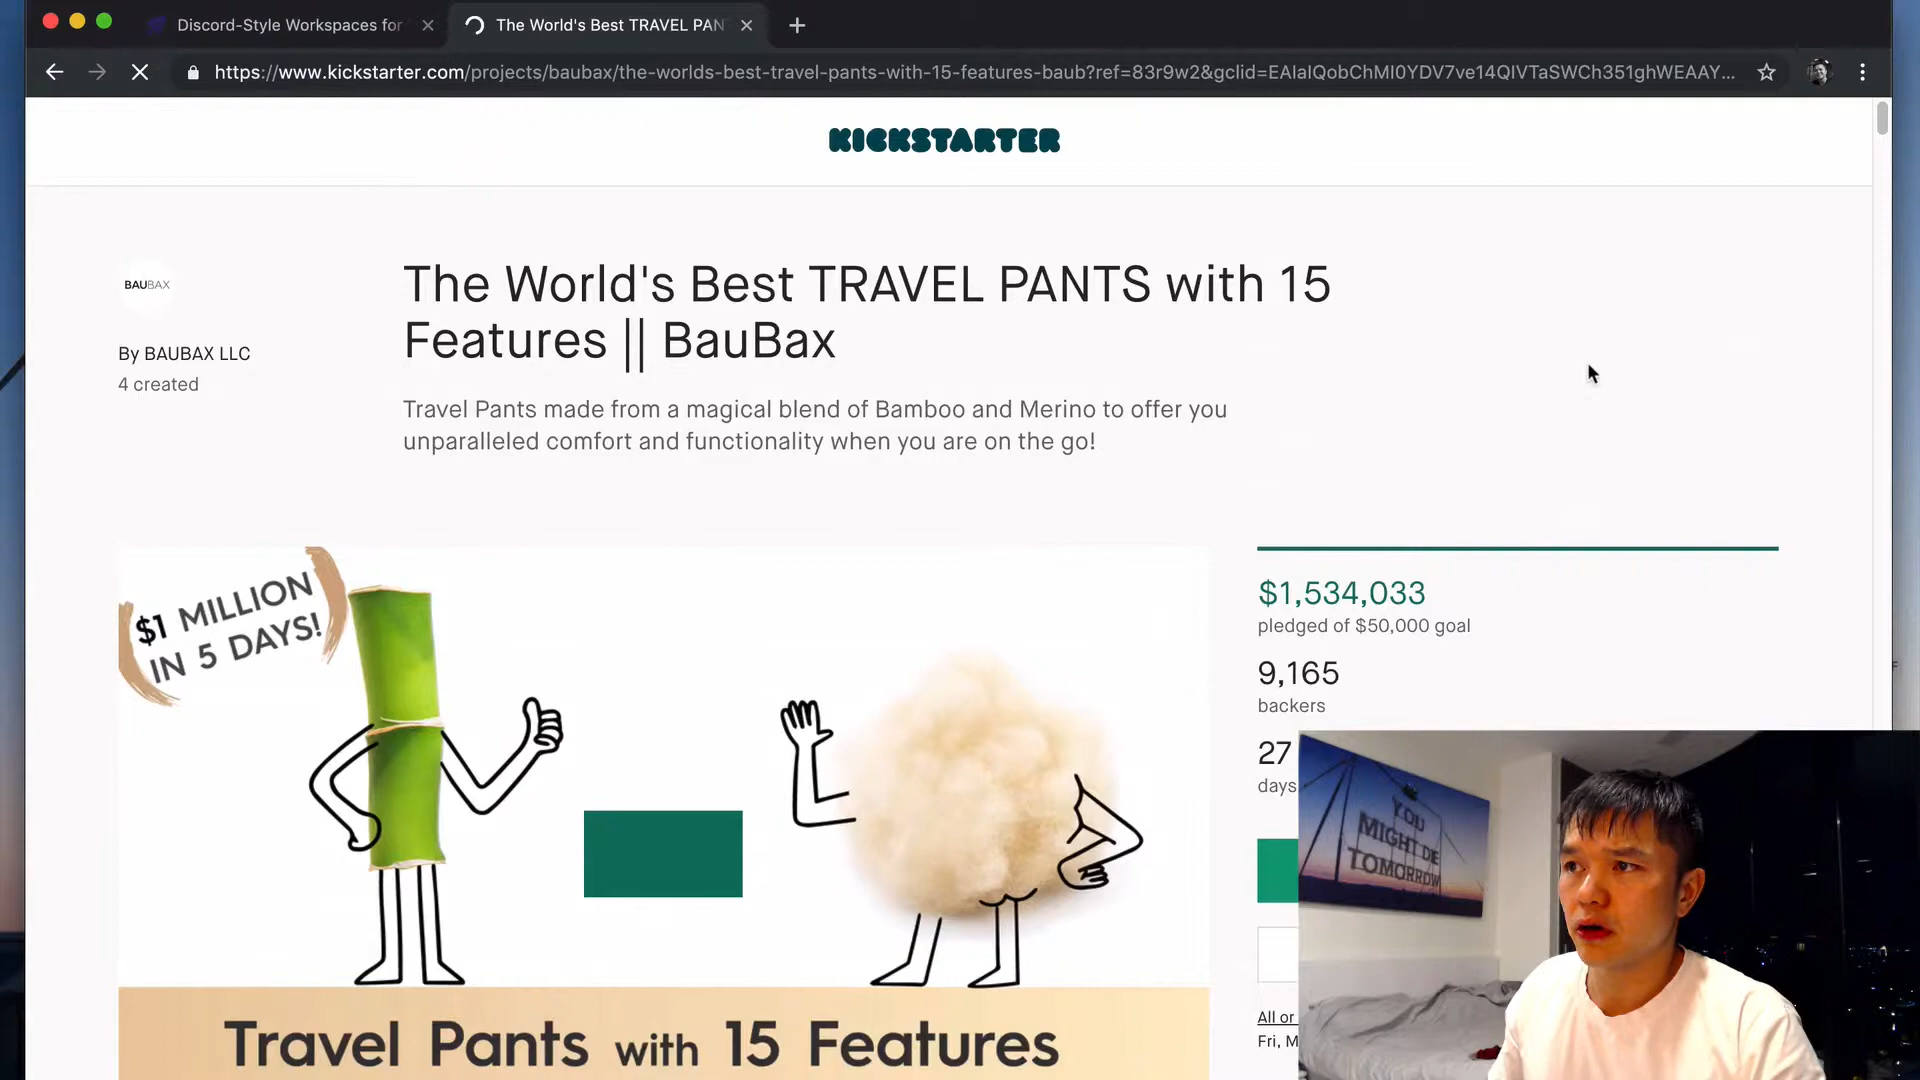 Discord-Style Workspaces for
The World's Best TRAVEL PAN
https://www.kickstarter.com/projects/baubax/the-worlds-best-travel-pants-with-15-features-baub?ref=83r9w2&gclid=EAIaIQobChMI0YDV7ve14QIVTaSWCh351ghWEAAY...
KICKSTARTER
BAUBAX
By BAUBAX LLC
4 created
The World's Best TRAVEL PANTS with 15
Features || BauBax
Travel Pants made from a magical blend of Bamboo and Merino to offer you
unparalleled comfort and functionality when you are on the go!
$1 MILLION
IN 5 DAYS!
Travel Pants with 15 Features
$1,534,033
pledged of $50,000 goal
9,165
backers
27
days
All or
Fri, M
YOU
MIGHT DIE
TOMORROW